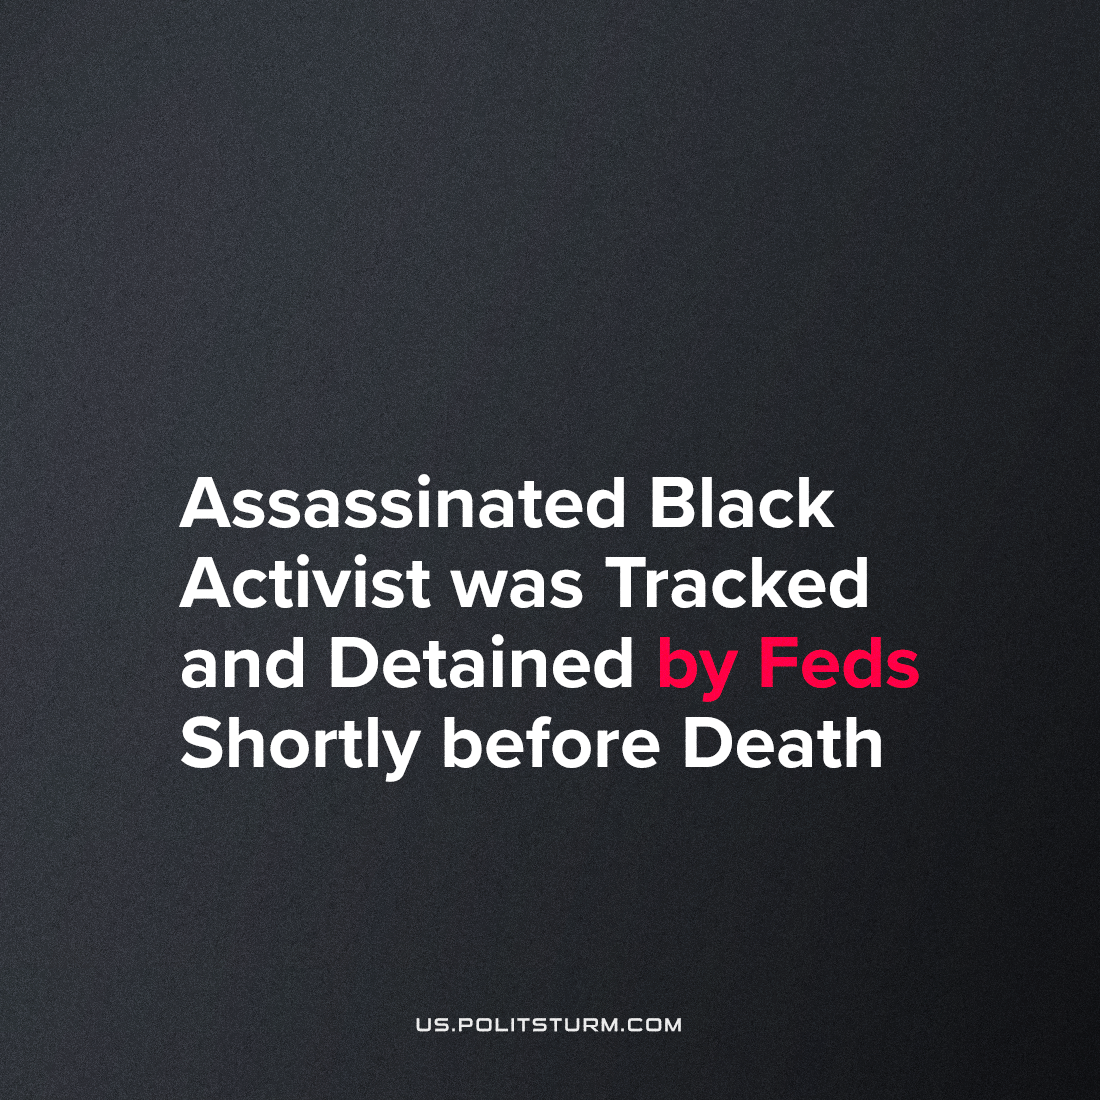 Assassinated Black
Activist was Tracked
and Detained by Feds
Shortly before Death
US.POLITSTURM.COM